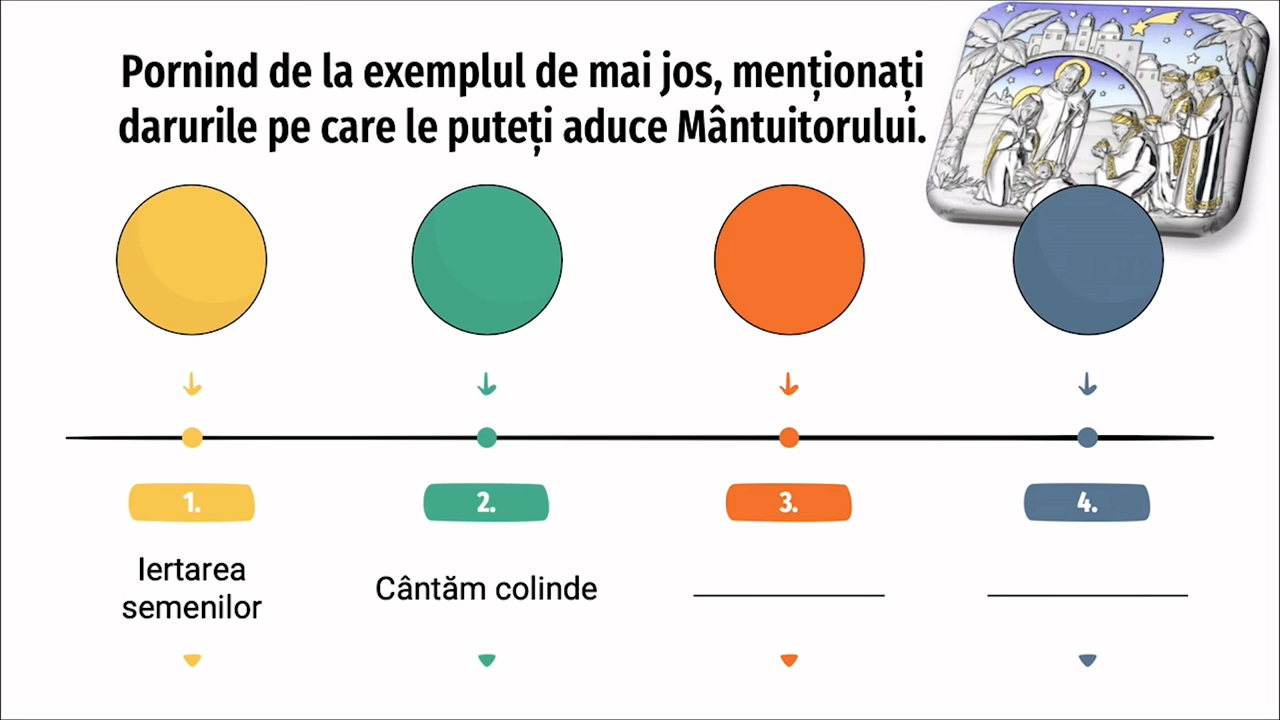 Pornind de la exemplul de mai jos, menționați
darurile pe care le puteți aduce Mântuitorului.
1.
2.
3.
4.
Iertarea
semenilor
Cântăm colinde